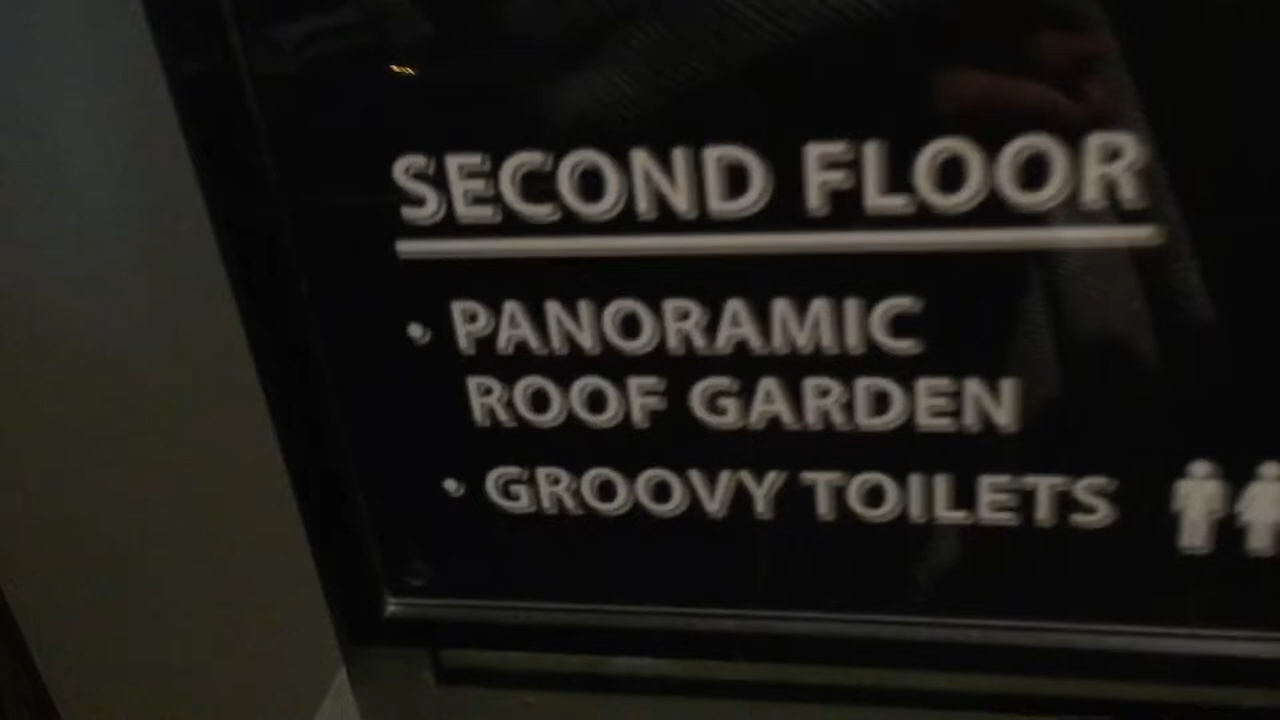 SECOND FLOOR
• PANORAMIC
ROOF GARDEN
• GROOVY TOILETS